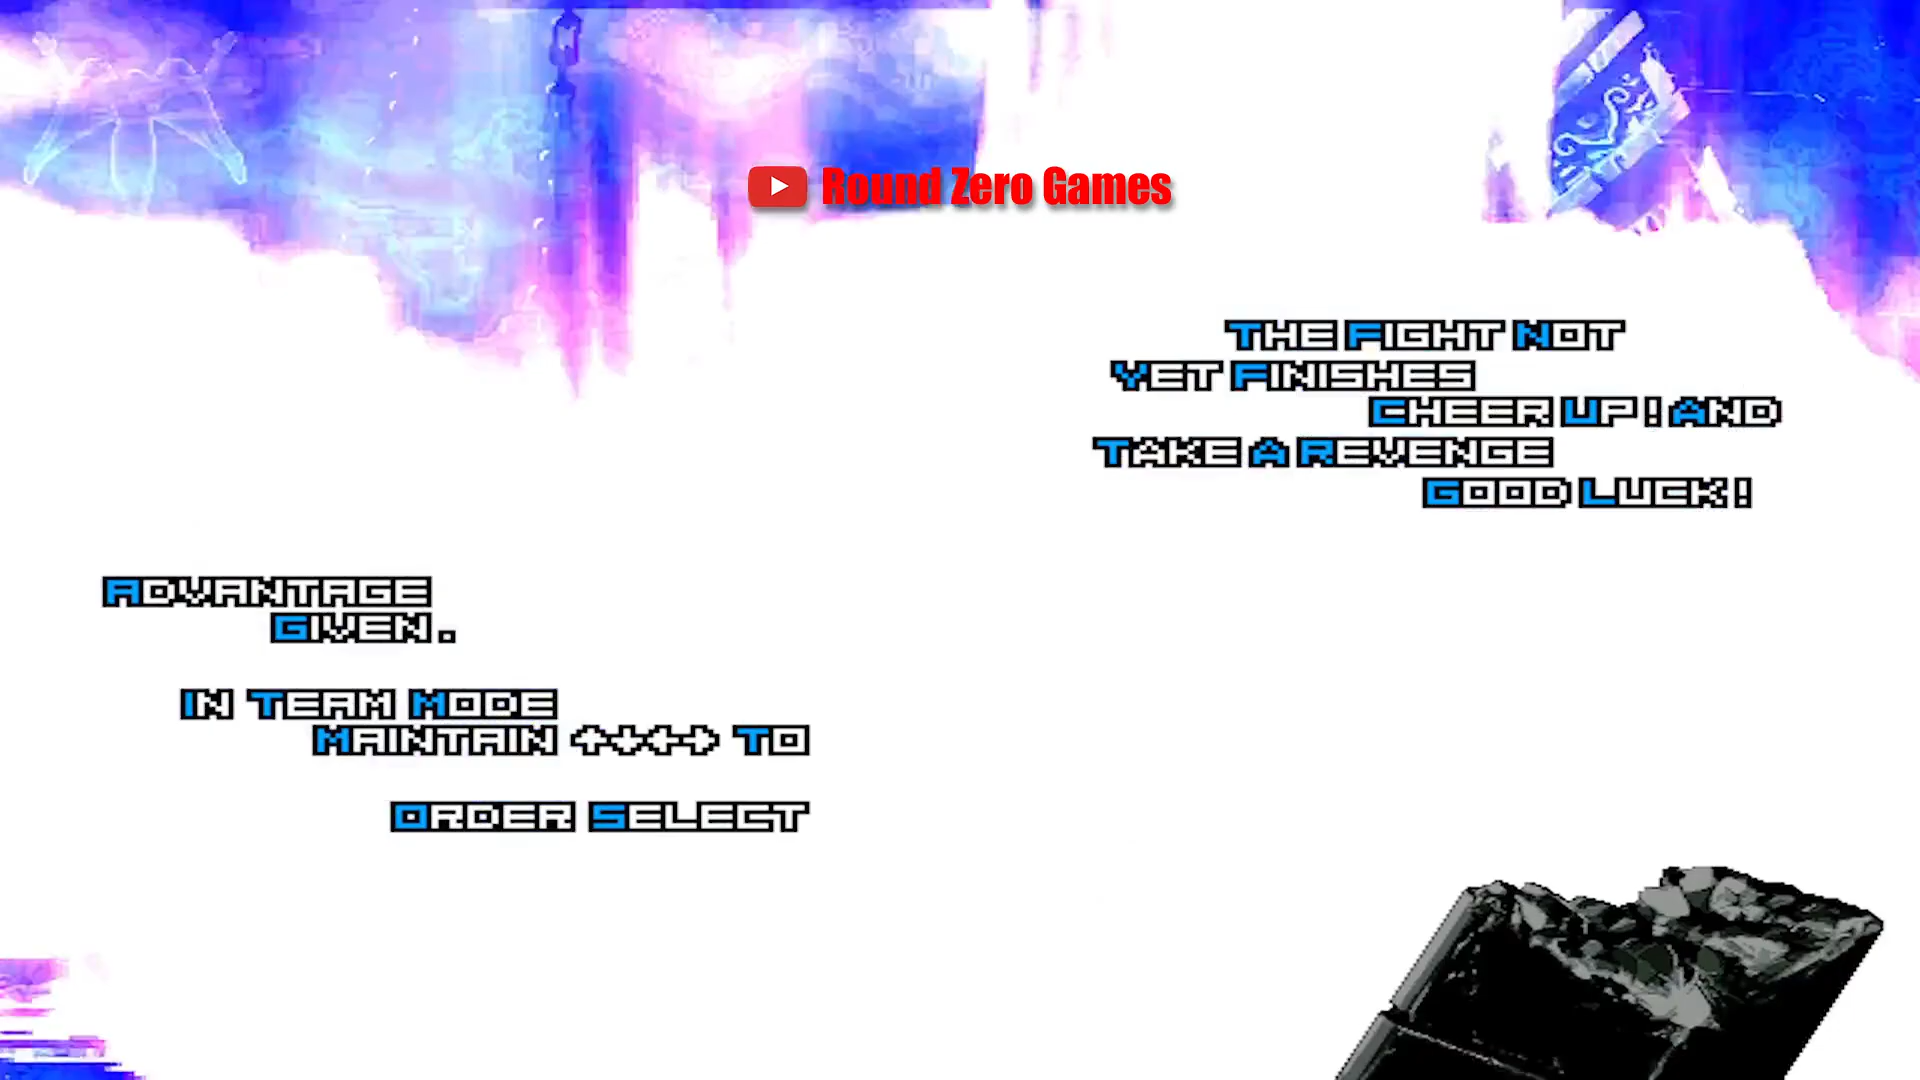 Round Zero Games
THE FIGHT NOT
YET FINISHES
CHEER UP! AND
TAKE A REVENGE
GOOD LUCK!
ADVANTAGE
GIVEN.
IN TEAM MODE
MAINTAIN ↑↓←→ TO
ORDER SELECT